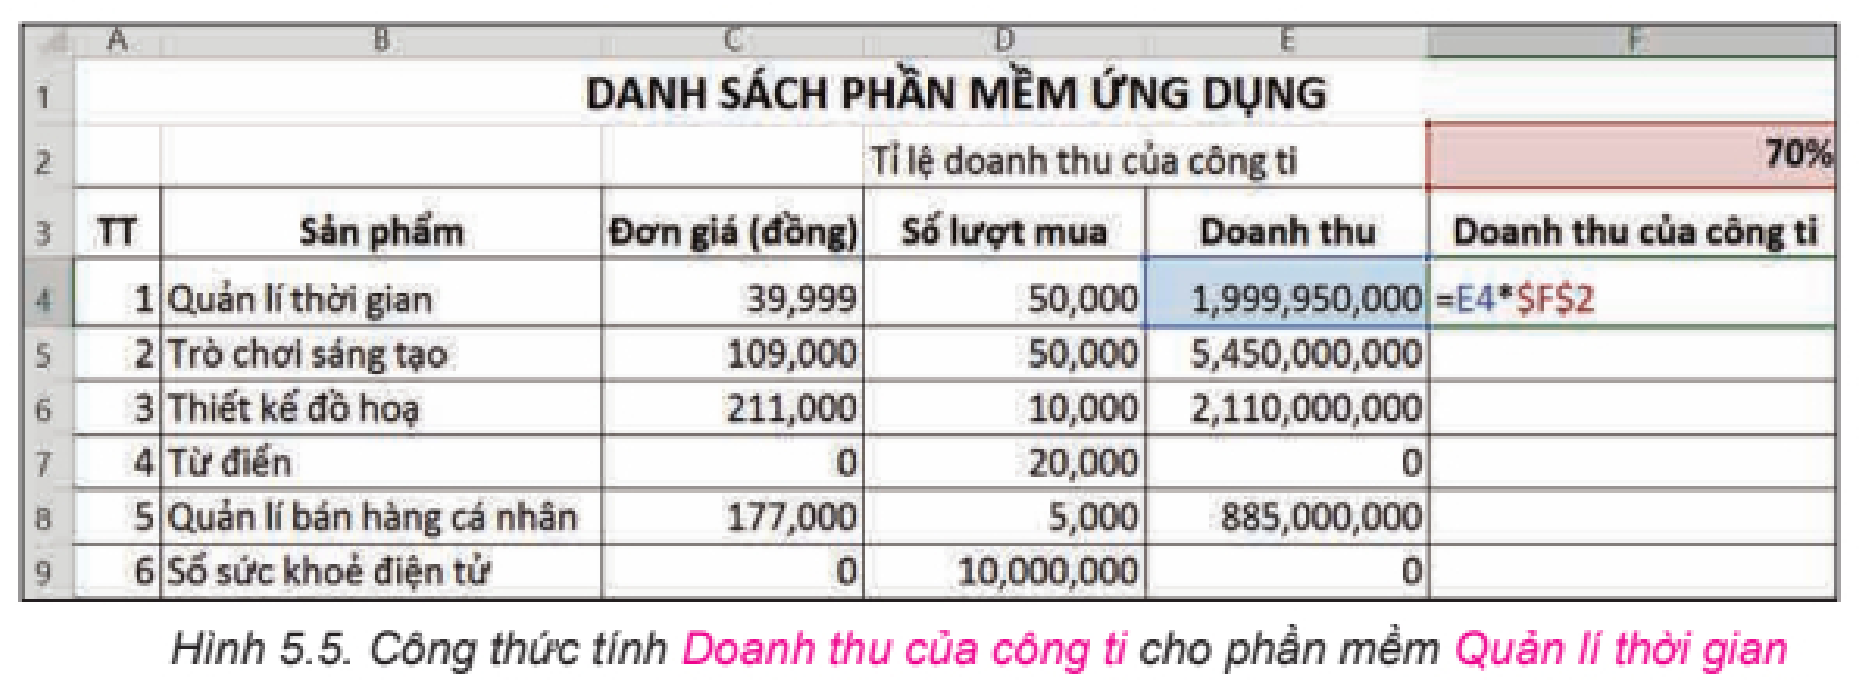 A B C D E F
1 DANH SÁCH PHẦN MỀM ỨNG DỤNG
2 Tỉ lệ doanh thu của công ti 70%
3 TT Sản phẩm Đơn giá (đồng) Số lượt mua Doanh thu Doanh thu của công ti
4 1 Quản lí thời gian 39,999 50,000 1,999,950,000 =E4*$F$2
5 2 Trò chơi sáng tạo 109,000 50,000 5,450,000,000
6 3 Thiết kế đồ hoạ 211,000 10,000 2,110,000,000
7 4 Từ điển 0 20,000 0
8 5 Quản lí bán hàng cá nhân 177,000 5,000 885,000,000
9 6 Sổ sức khoẻ điện tử 0 10,000,000 0
Hình 5.5. Công thức tính Doanh thu của công ti cho phần mềm Quản lí thời gian